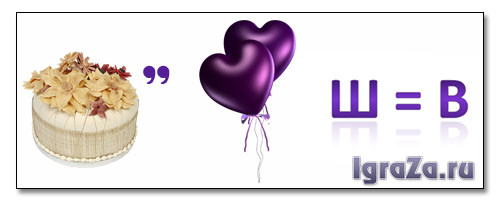 ”
Ш = В
IgraZa.ru